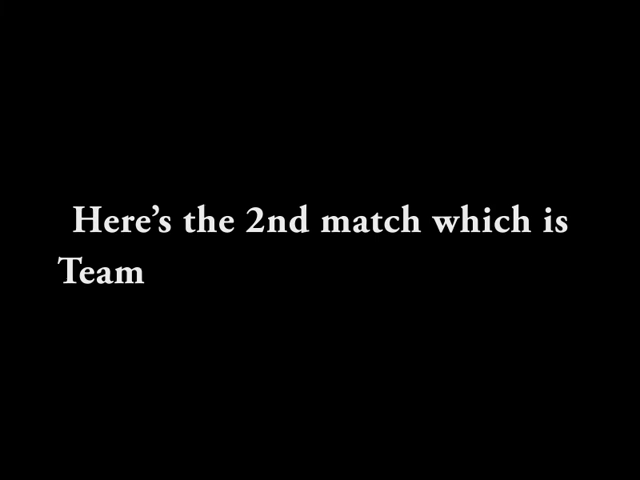 Here’s the 2nd match which is
Team